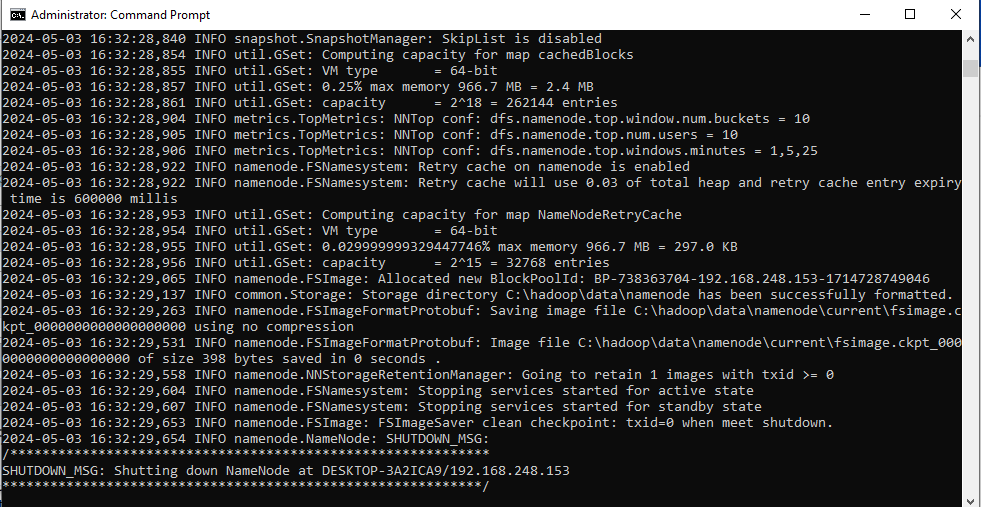 Administrator: Command Prompt
2024-05-03 16:32:28,840 INFO snapshot.SnapshotManager: SkipList is disabled
2024-05-03 16:32:28,854 INFO util.GSet: Computing capacity for map cachedBlocks
2024-05-03 16:32:28,855 INFO util.GSet: VM type       = 64-bit
2024-05-03 16:32:28,857 INFO util.GSet: 0.25% max memory 966.7 MB = 2.4 MB
2024-05-03 16:32:28,861 INFO util.GSet: capacity      = 2^18 = 262144 entries
2024-05-03 16:32:28,904 INFO metrics.TopMetrics: NNTop conf: dfs.namenode.top.window.num.buckets = 10
2024-05-03 16:32:28,905 INFO metrics.TopMetrics: NNTop conf: dfs.namenode.top.num.users = 10
2024-05-03 16:32:28,906 INFO metrics.TopMetrics: NNTop conf: dfs.namenode.top.windows.minutes = 1,5,25
2024-05-03 16:32:28,922 INFO namenode.FSNamesystem: Retry cache on namenode is enabled
2024-05-03 16:32:28,922 INFO namenode.FSNamesystem: Retry cache will use 0.03 of total heap and retry cache entry expiry
 time is 600000 millis
2024-05-03 16:32:28,953 INFO util.GSet: Computing capacity for map NameNodeRetryCache
2024-05-03 16:32:28,954 INFO util.GSet: VM type       = 64-bit
2024-05-03 16:32:28,955 INFO util.GSet: 0.029999999329447746% max memory 966.7 MB = 297.0 KB
2024-05-03 16:32:28,956 INFO util.GSet: capacity      = 2^15 = 32768 entries
2024-05-03 16:32:29,065 INFO namenode.FSImage: Allocated new BlockPoolId: BP-738363704-192.168.248.153-1714728749046
2024-05-03 16:32:29,137 INFO common.Storage: Storage directory C:\hadoop\data\namenode has been successfully formatted.
2024-05-03 16:32:29,263 INFO namenode.FSImageFormatProtobuf: Saving image file C:\hadoop\data\namenode\current\fsimage.c
kpt_0000000000000000000 using no compression
2024-05-03 16:32:29,531 INFO namenode.FSImageFormatProtobuf: Image file C:\hadoop\data\namenode\current\fsimage.ckpt_000
0000000000000000 of size 398 bytes saved in 0 seconds .
2024-05-03 16:32:29,558 INFO namenode.NNStorageRetentionManager: Going to retain 1 images with txid >= 0
2024-05-03 16:32:29,604 INFO namenode.FSNamesystem: Stopping services started for active state
2024-05-03 16:32:29,607 INFO namenode.FSNamesystem: Stopping services started for standby state
2024-05-03 16:32:29,653 INFO namenode.FSImage: FSImageSaver clean checkpoint: txid=0 when meet shutdown.
2024-05-03 16:32:29,654 INFO namenode.NameNode: SHUTDOWN_MSG:
/************************************************************
SHUTDOWN_MSG: Shutting down NameNode at DESKTOP-3A2ICA9/192.168.248.153
************************************************************/